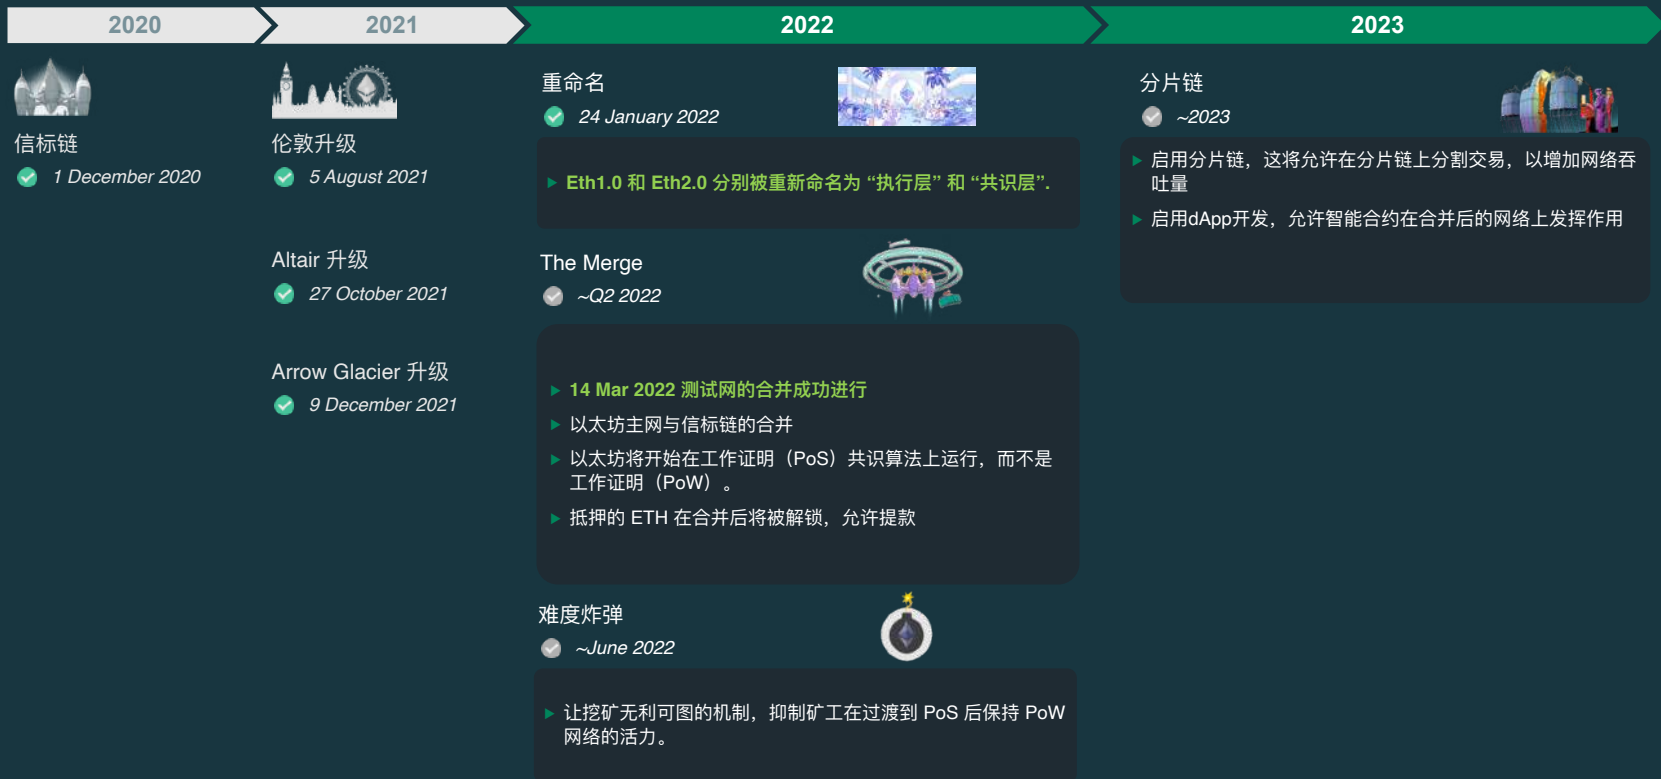 2020
2021
2022
2023
信标链
1 December 2020
伦敦升级
5 August 2021
Altair 升级
27 October 2021
Arrow Glacier 升级
9 December 2021
重命名
24 January 2022
Eth1.0 和 Eth2.0 分别被重新命名为 “执行层” 和 “共识层”.
The Merge
~Q2 2022
14 Mar 2022 测试网的合并成功进行
以太坊主网与信标链的合并
以太坊将开始在工作证明（PoS）共识算法上运行，而不是
工作证明（PoW）。
抵押的 ETH 在合并后将被解锁，允许提款
难度炸弹
~June 2022
让挖矿无利可图的机制，抑制矿工在过渡到 PoS 后保持 PoW
网络的活力。
分片链
~2023
启用分片链，这将允许在分片链上分割交易，以增加网络吞
吐量
启用dApp开发，允许智能合约在合并后的网络上发挥作用